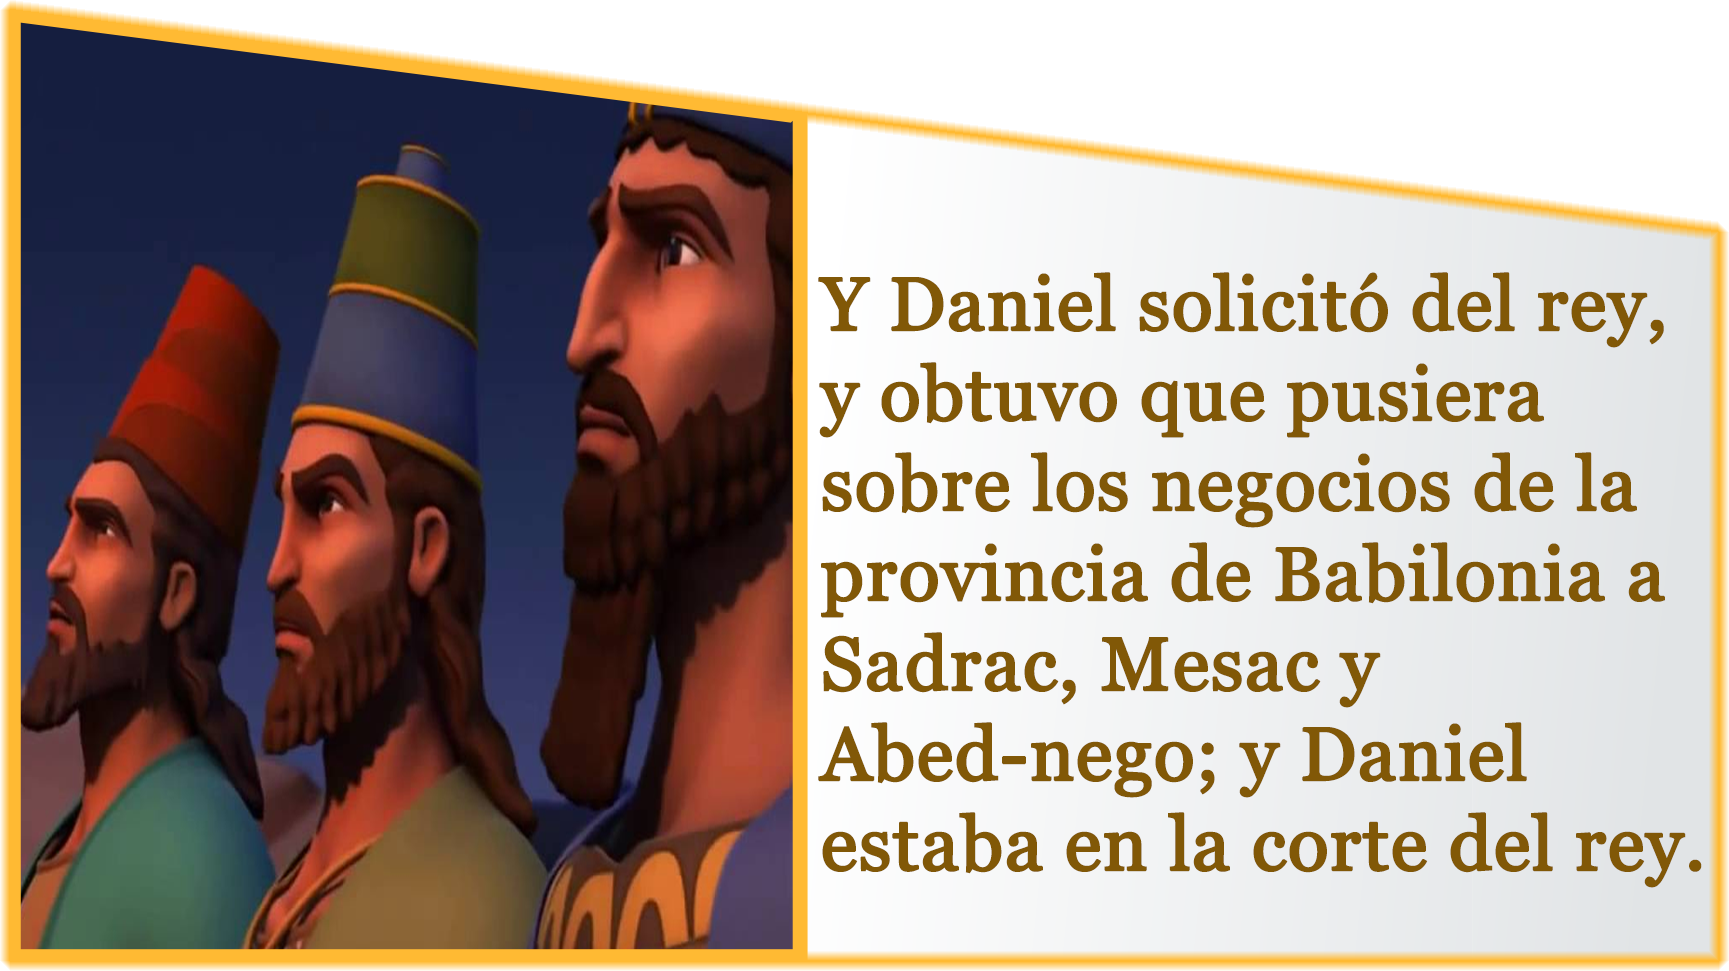 Y Daniel solicitó del rey,
y obtuvo que pusiera
sobre los negocios de la
provincia de Babilonia a
Sadrac, Mesac y
Abed-nego; y Daniel
estaba en la corte del rey.